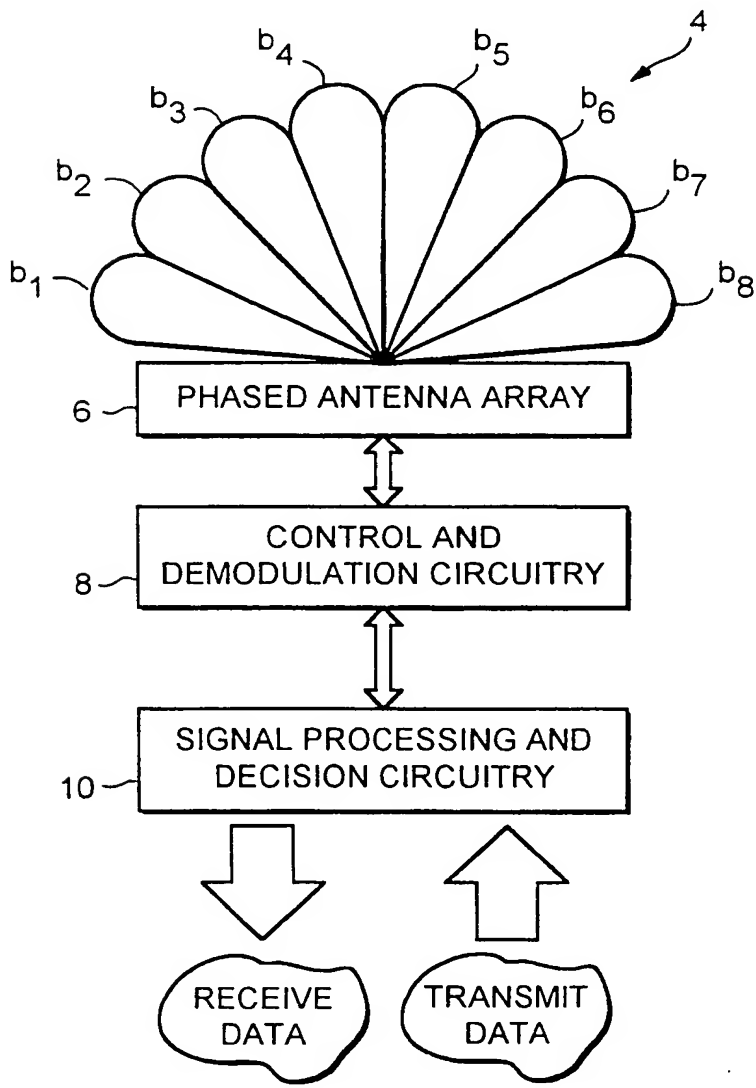 4
b4
b5
b3
b6
b2
b7
b1
b8
6
PHASED ANTENNA ARRAY
8
CONTROL AND
DEMODULATION CIRCUITRY
10
SIGNAL PROCESSING AND
DECISION CIRCUITRY
RECEIVE
DATA
TRANSMIT
DATA